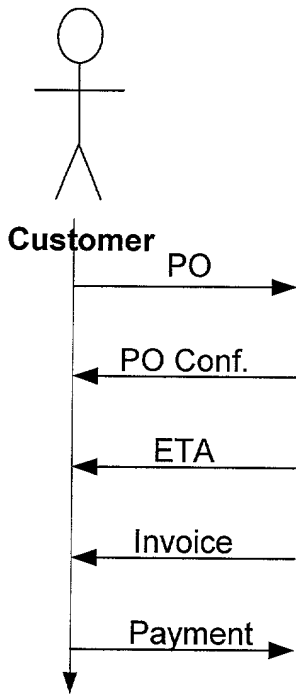 Customer
PO
PO Conf.
ETA
Invoice
Payment